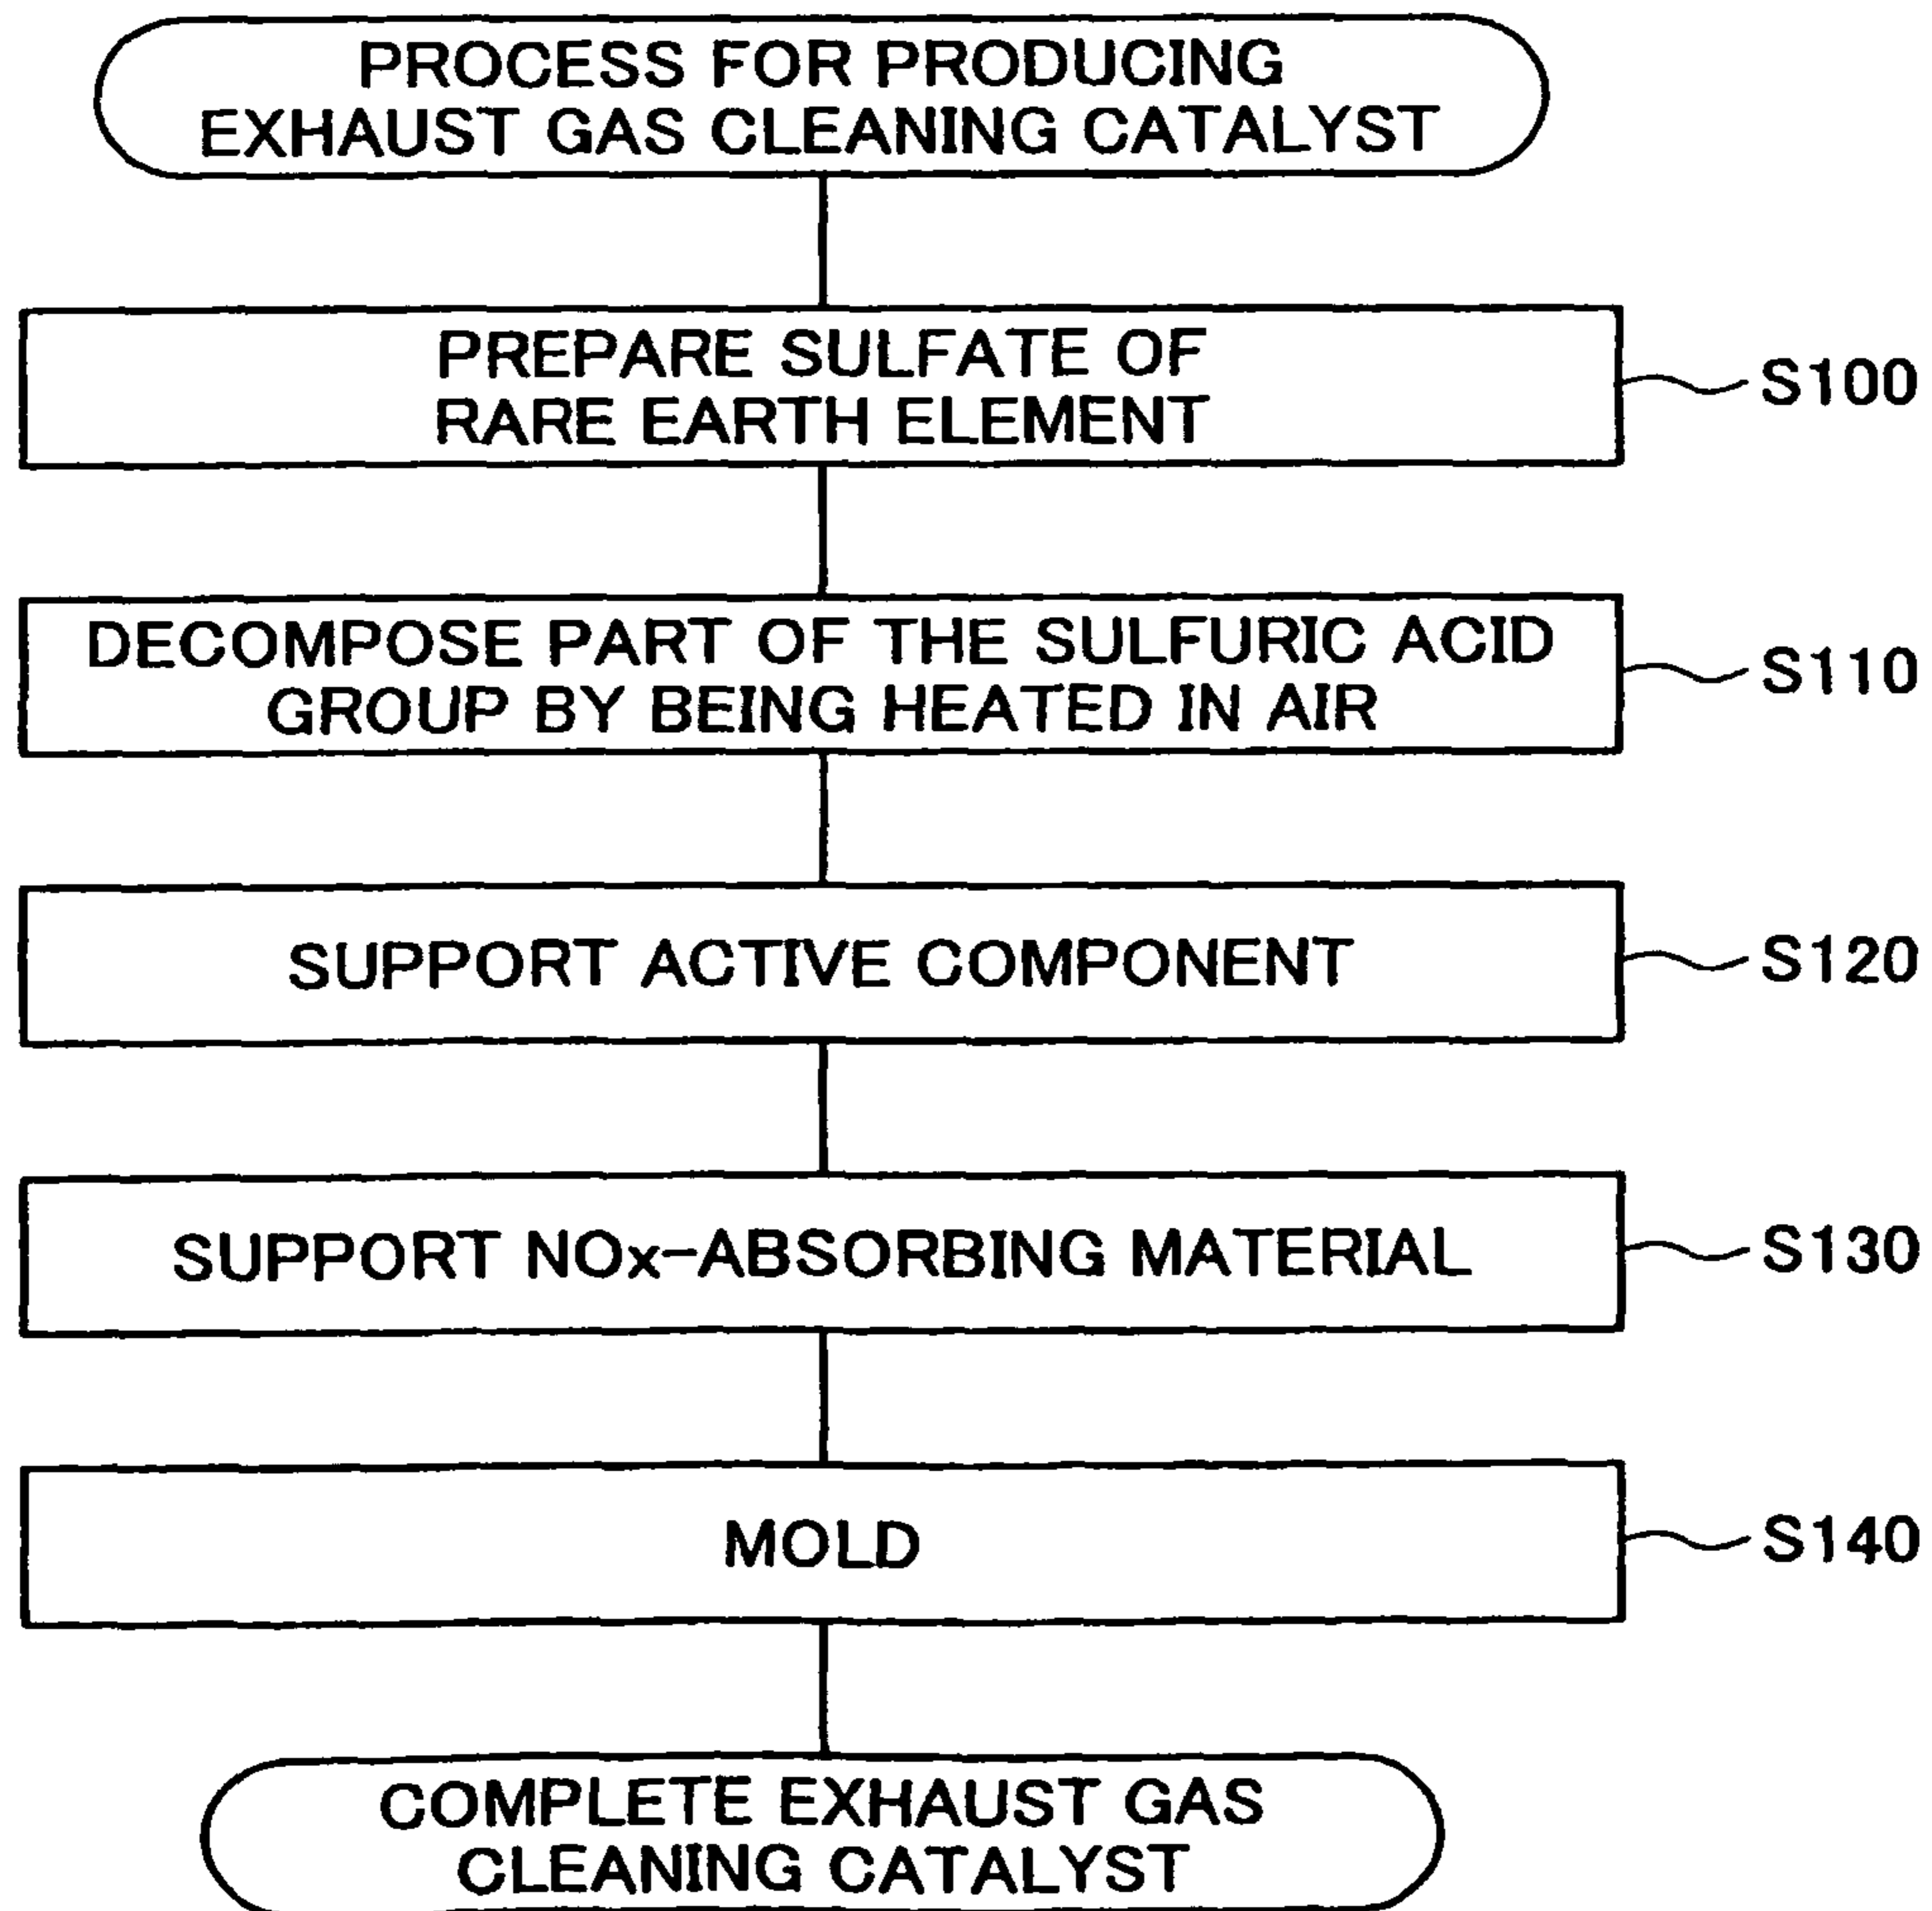 PROCESS FOR PRODUCING
EXHAUST GAS CLEANING CATALYST
PREPARE SULFATE OF
RARE EARTH ELEMENT
S100
DECOMPOSE PART OF THE SULFURIC ACID
GROUP BY BEING HEATED IN AIR
S110
SUPPORT ACTIVE COMPONENT
S120
SUPPORT NOx-ABSORBING MATERIAL
S130
MOLD
S140
COMPLETE EXHAUST GAS
CLEANING CATALYST